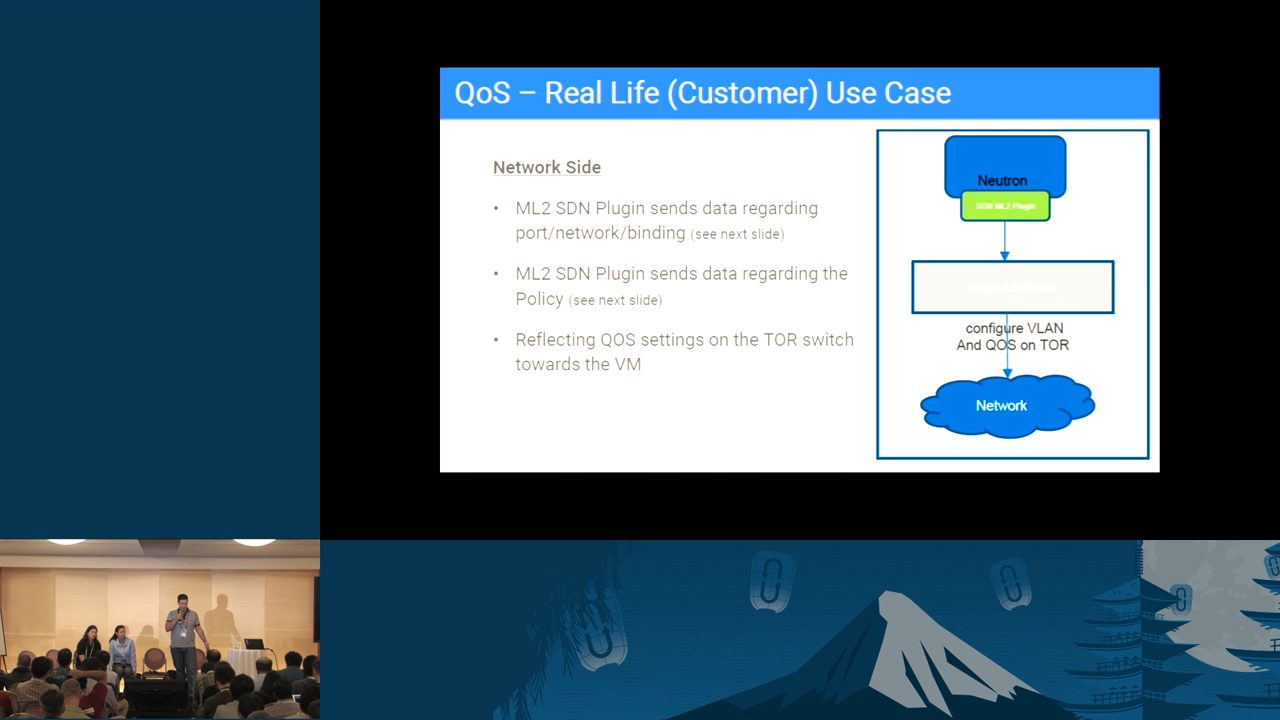 QoS – Real Life (Customer) Use Case
Network Side
• ML2 SDN Plugin sends data regarding
port/network/binding (see next slide)
• ML2 SDN Plugin sends data regarding the
Policy (see next slide)
• Reflecting QOS settings on the TOR switch
towards the VM
Neutron
SDN ML2 Plugin
configure VLAN
And QOS on TOR
Network